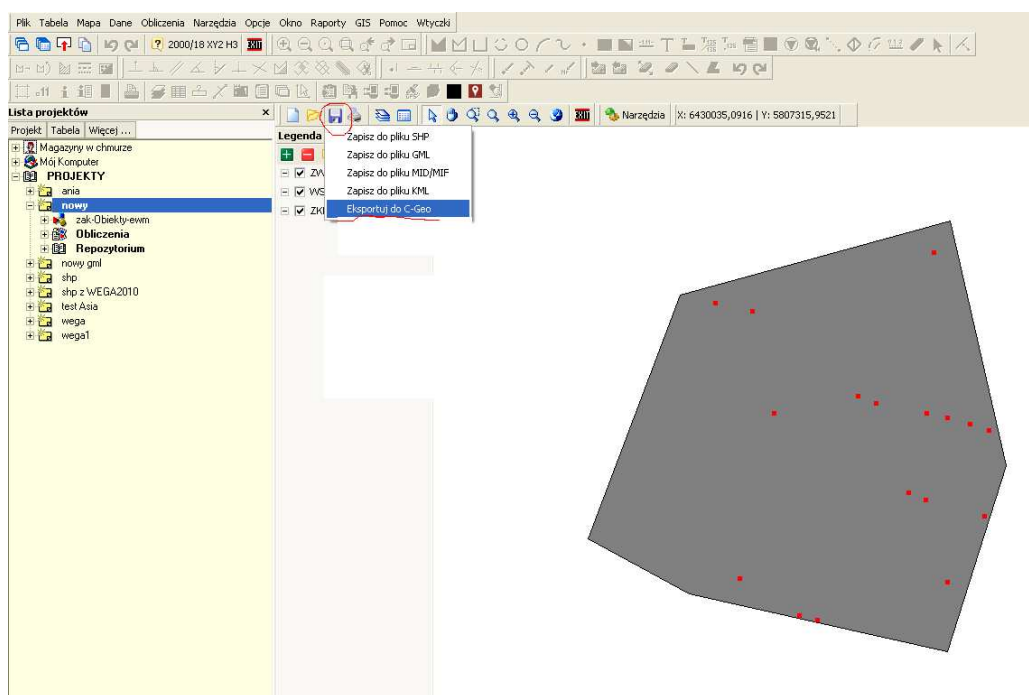 Plik Tabela Mapa Dane Obliczenia Narzędzia Opcje Okno Raporty GIS Pomoc Wtyczki
2000/18 XY2 H3 EXIT
Lista projektów x
Narzędzia X: 6430035,0916 | Y: 5807315,9521
Projekt Tabela Więcej ...
Legenda
Zapisz do pliku SHP
Zapisz do pliku GML
Zapisz do pliku MID/MIF
Zapisz do pliku KML
Eksportuj do C-Geo
Magazyny w chmurze
Mój Komputer
PROJEKTY
ania
nowy
zak-Obiekty-ewm
Obliczenia
Repozytorium
nowy gml
shp
shp z WEGA2010
test Asia
wega
wega1